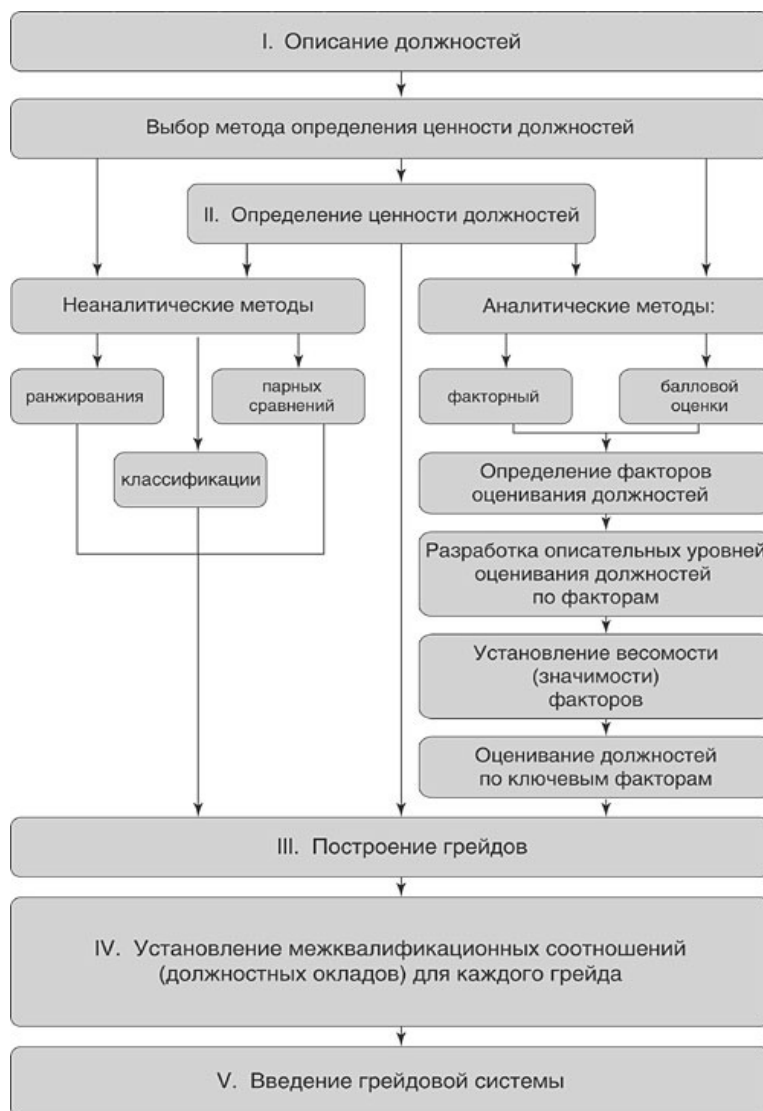 I. Описание должностей
Выбор метода определения ценности должностей
II. Определение ценности должностей
Неаналитические методы
Аналитические методы:
ранжирования
парных
сравнений
факторный
балловой
оценки
классификации
Определение факторов
оценивания должностей
Разработка описательных уровней
оценивания должностей
по факторам
Установление весомости
(значимости)
факторов
Оценивание должностей
по ключевым факторам
III. Построение грейдов
IV. Установление межквалификационных соотношений
(должностных окладов) для каждого грейда
V. Введение грейдовой системы